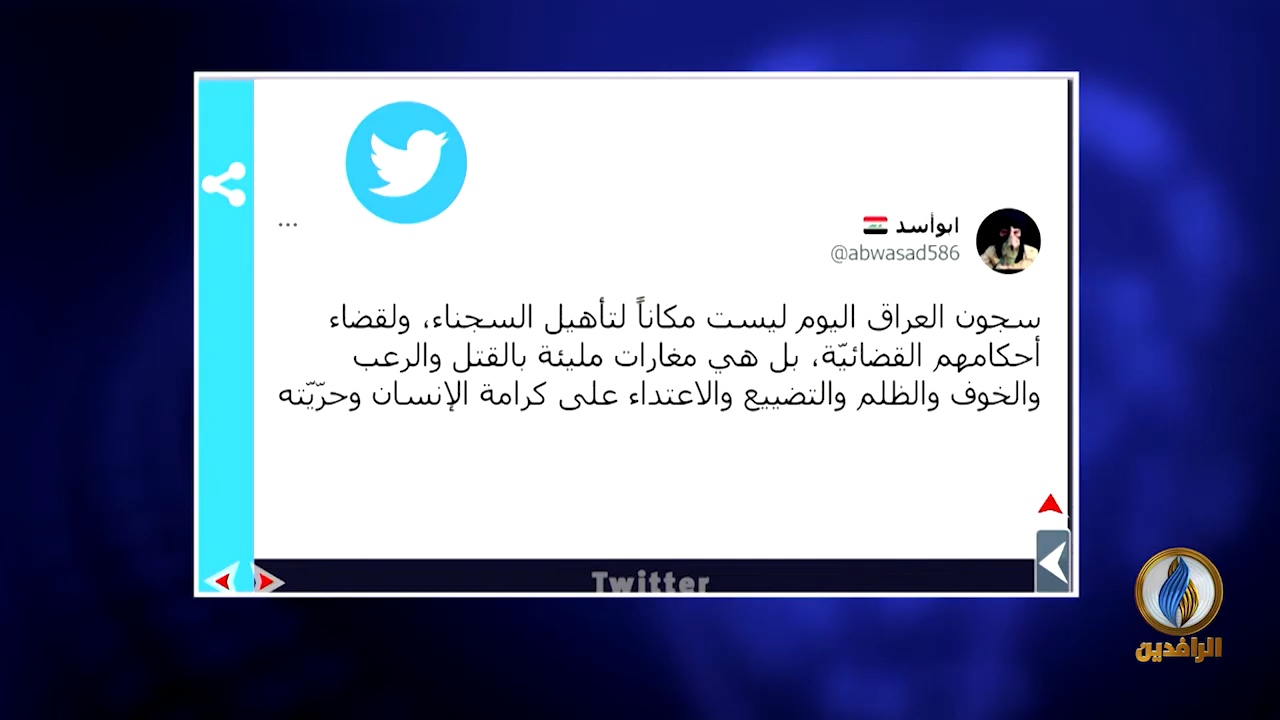 ابوأسد
@abwasad586
سجون العراق اليوم ليست مكاناً لتأهيل السجناء، ولقضاء
أحكامهم القضائيّة، بل هي مغارات مليئة بالقتل والرعب
والخوف والظلم والتضييع والاعتداء على كرامة الإنسان وحرّيّته
Twitter
الرافدين